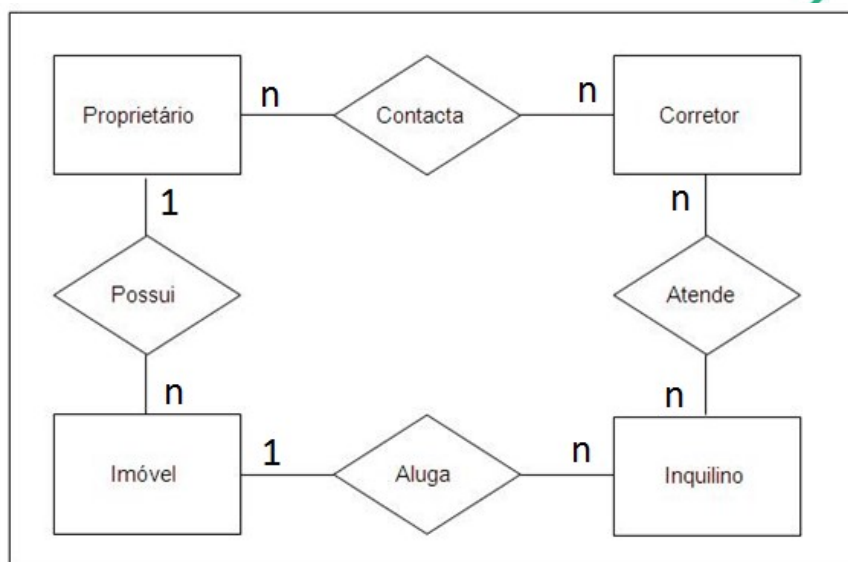 Proprietário
n
Contacta
n
Corretor
1
n
Possui
Atende
n
n
Imóvel
1
Aluga
n
Inquilino